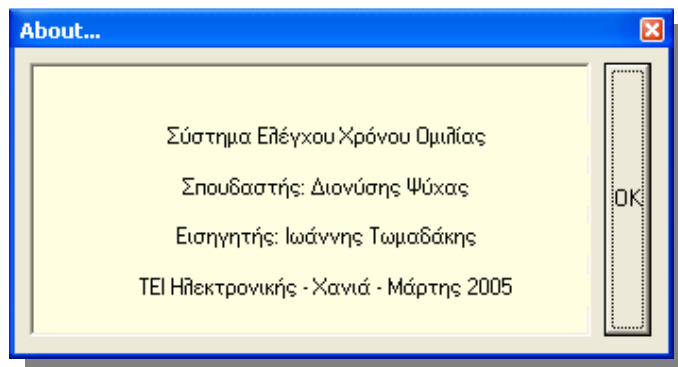 About...
Σύστημα Ελέγχου Χρόνου Ομιλίας
Σπουδαστής: Διονύσης Ψύχας
OK
Εισηγητής: Ιωάννης Τωμαδάκης
ΤΕΙ Ηλεκτρονικής - Χανιά - Μάρτης 2005